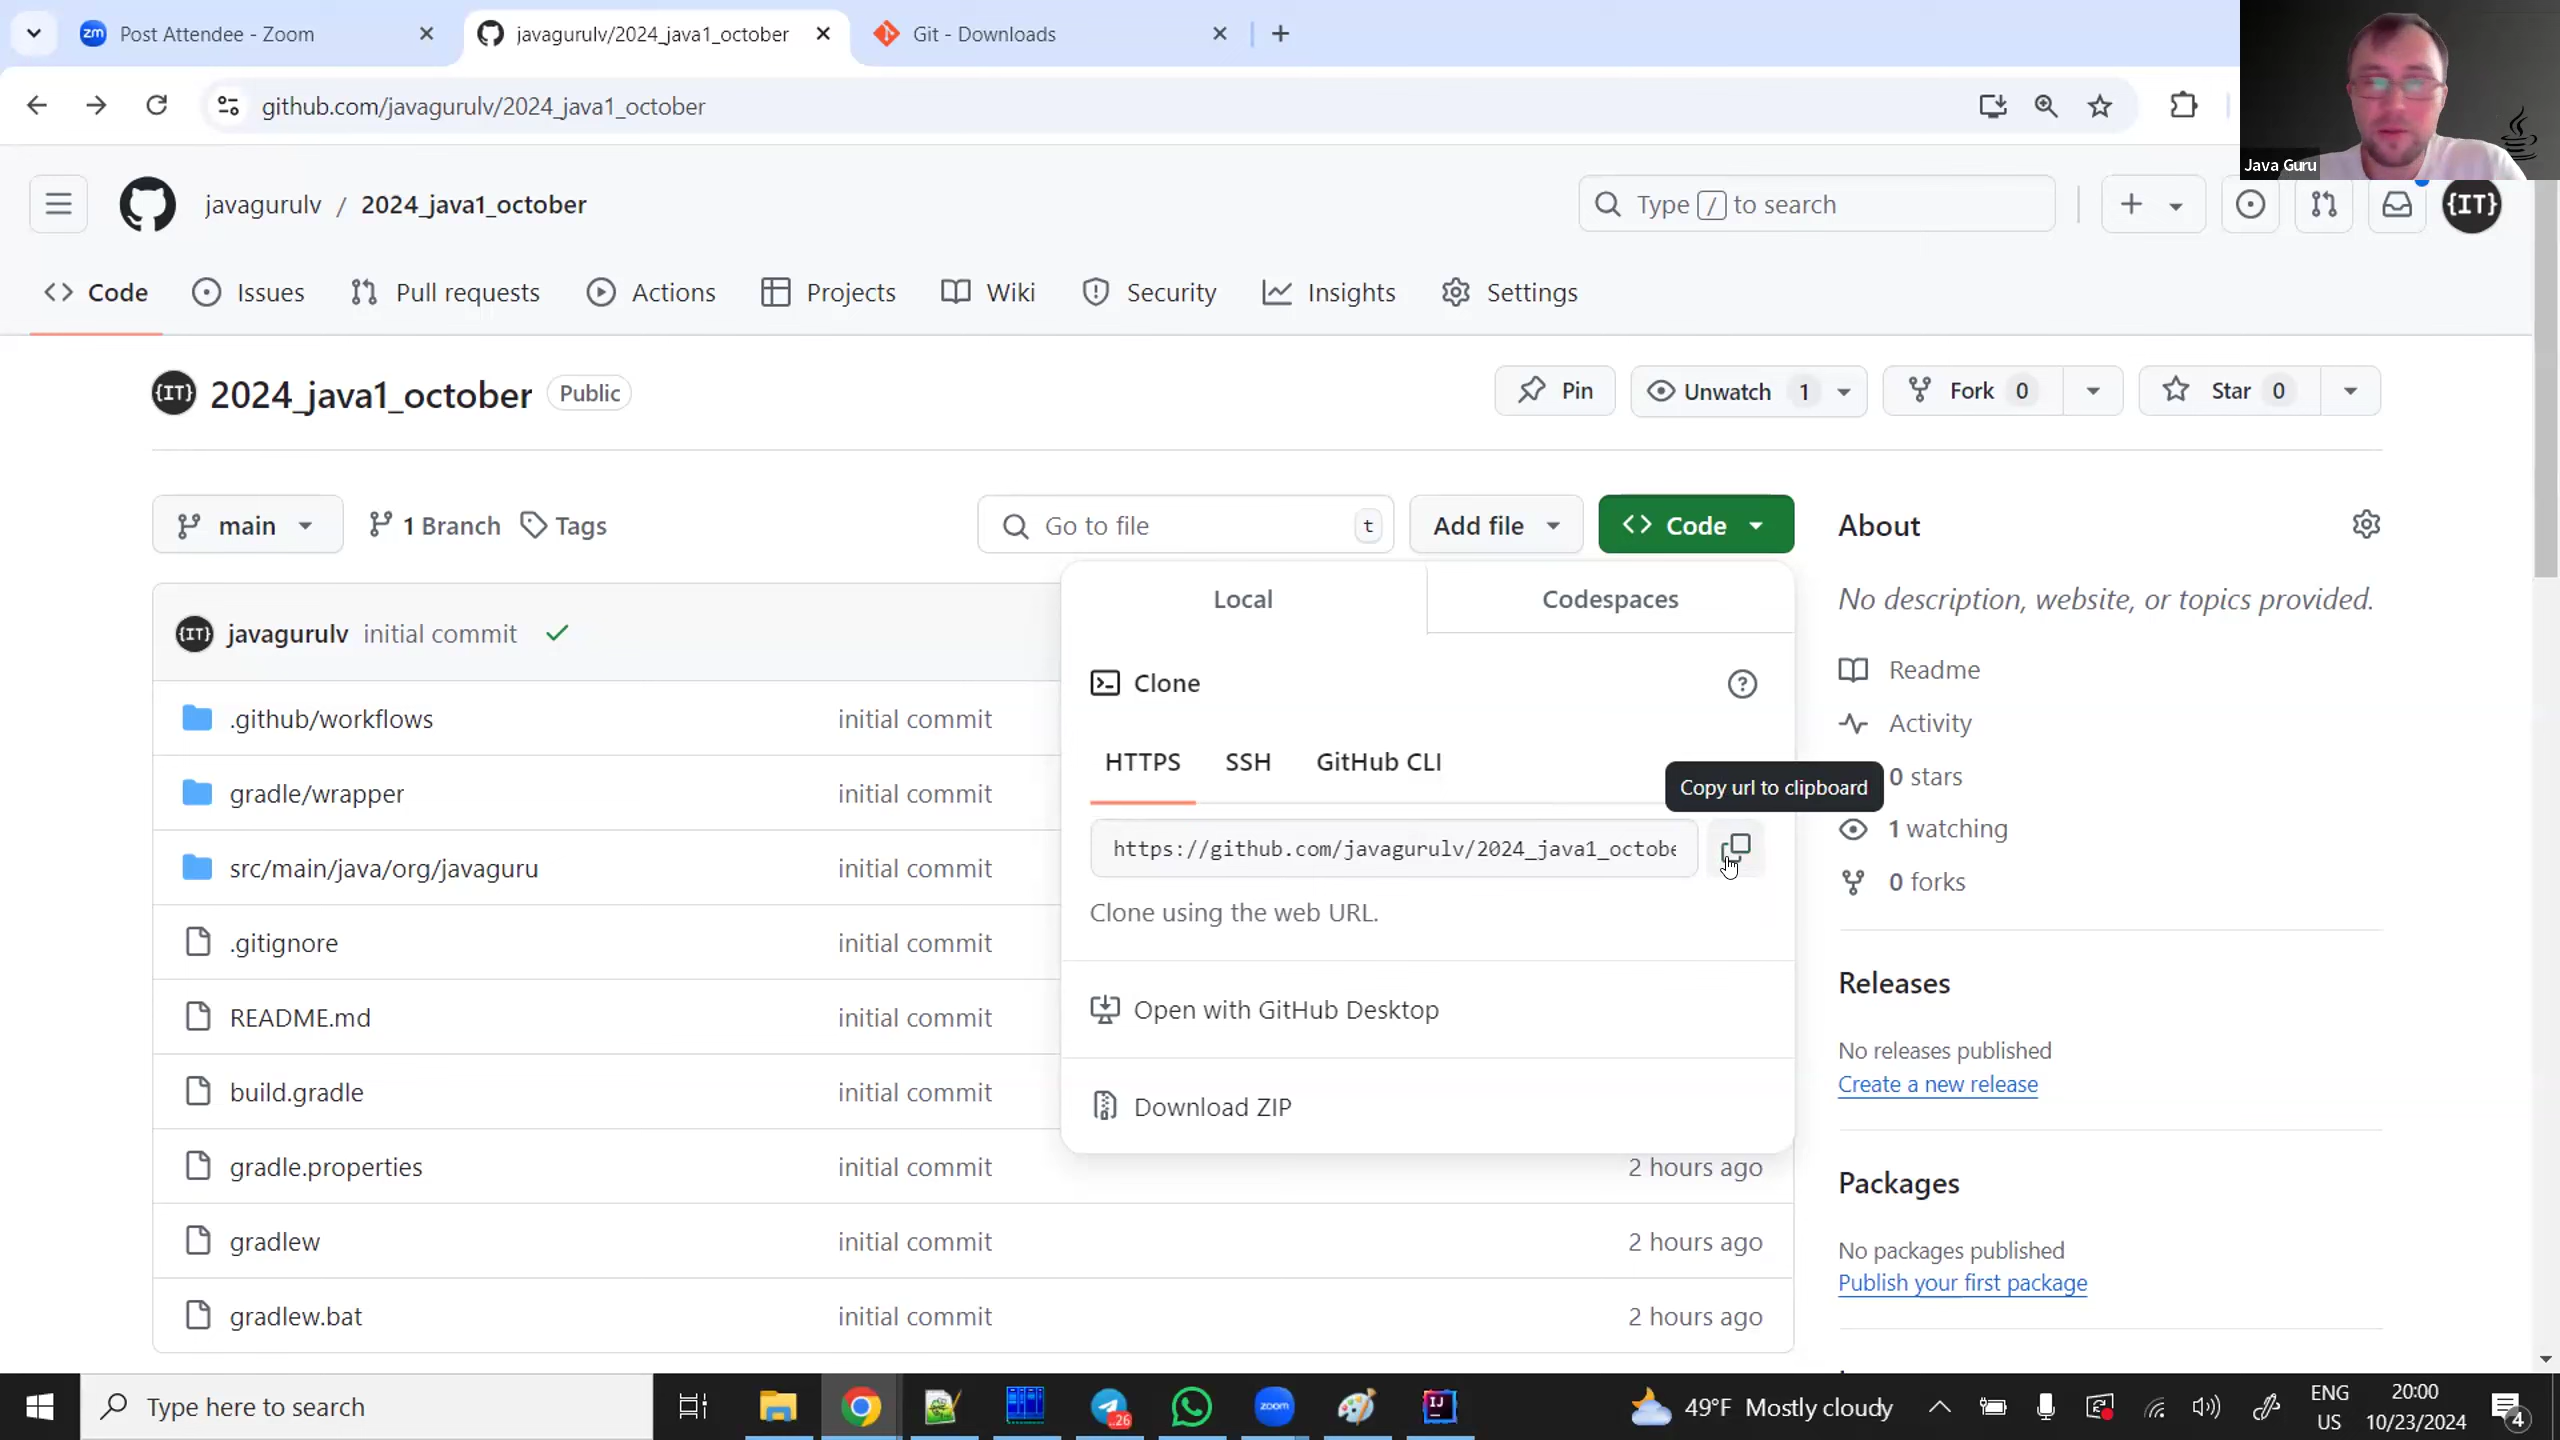 zm Post Attendee - Zoom
javagurulv/2024_java1_october
Git - Downloads
github.com/javagurulv/2024_java1_october
Java Guru
javagurulv / 2024_java1_october
Type / to search
{IT}
Code
Issues
Pull requests
Actions
Projects
Wiki
Security
Insights
Settings
{IT} 2024_java1_october Public
Pin
Unwatch 1
Fork 0
Star 0
main
1 Branch
Tags
Go to file t
Add file
Code
{IT} javagurulv initial commit
.github/workflows initial commit
gradle/wrapper initial commit
src/main/java/org/javaguru initial commit
.gitignore initial commit
README.md initial commit
build.gradle initial commit
gradle.properties initial commit 2 hours ago
gradlew initial commit 2 hours ago
gradlew.bat initial commit 2 hours ago
Local
Codespaces
Clone
HTTPS SSH GitHub CLI
Copy url to clipboard
https://github.com/javagurulv/2024_java1_octobe
Clone using the web URL.
Open with GitHub Desktop
Download ZIP
About
No description, website, or topics provided.
Readme
Activity
0 stars
1 watching
0 forks
Releases
No releases published
Create a new release
Packages
No packages published
Publish your first package
Type here to search
..26
zoom
IJ
49°F Mostly cloudy
ENG
US
20:00
10/23/2024
4